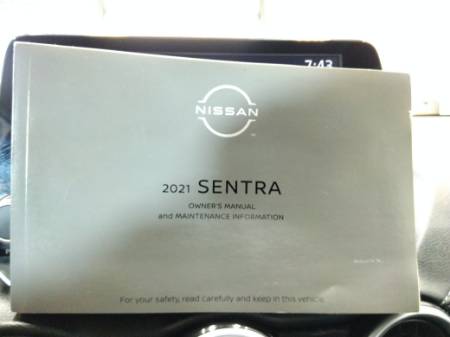 7:43
NISSAN
2021 SENTRA
OWNER'S MANUAL
and MAINTENANCE INFORMATION
For your safety, read carefully and keep in this vehicle.